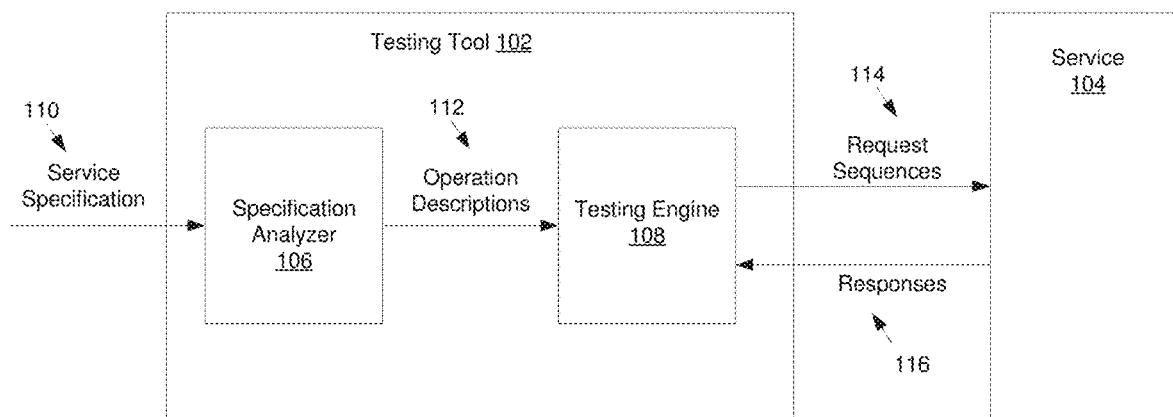 Testing Tool 102
Service
104
110
Service
Specification
112
Operation
Descriptions
114
Request
Sequences
Specification
Analyzer
106
Testing Engine
108
Responses
116